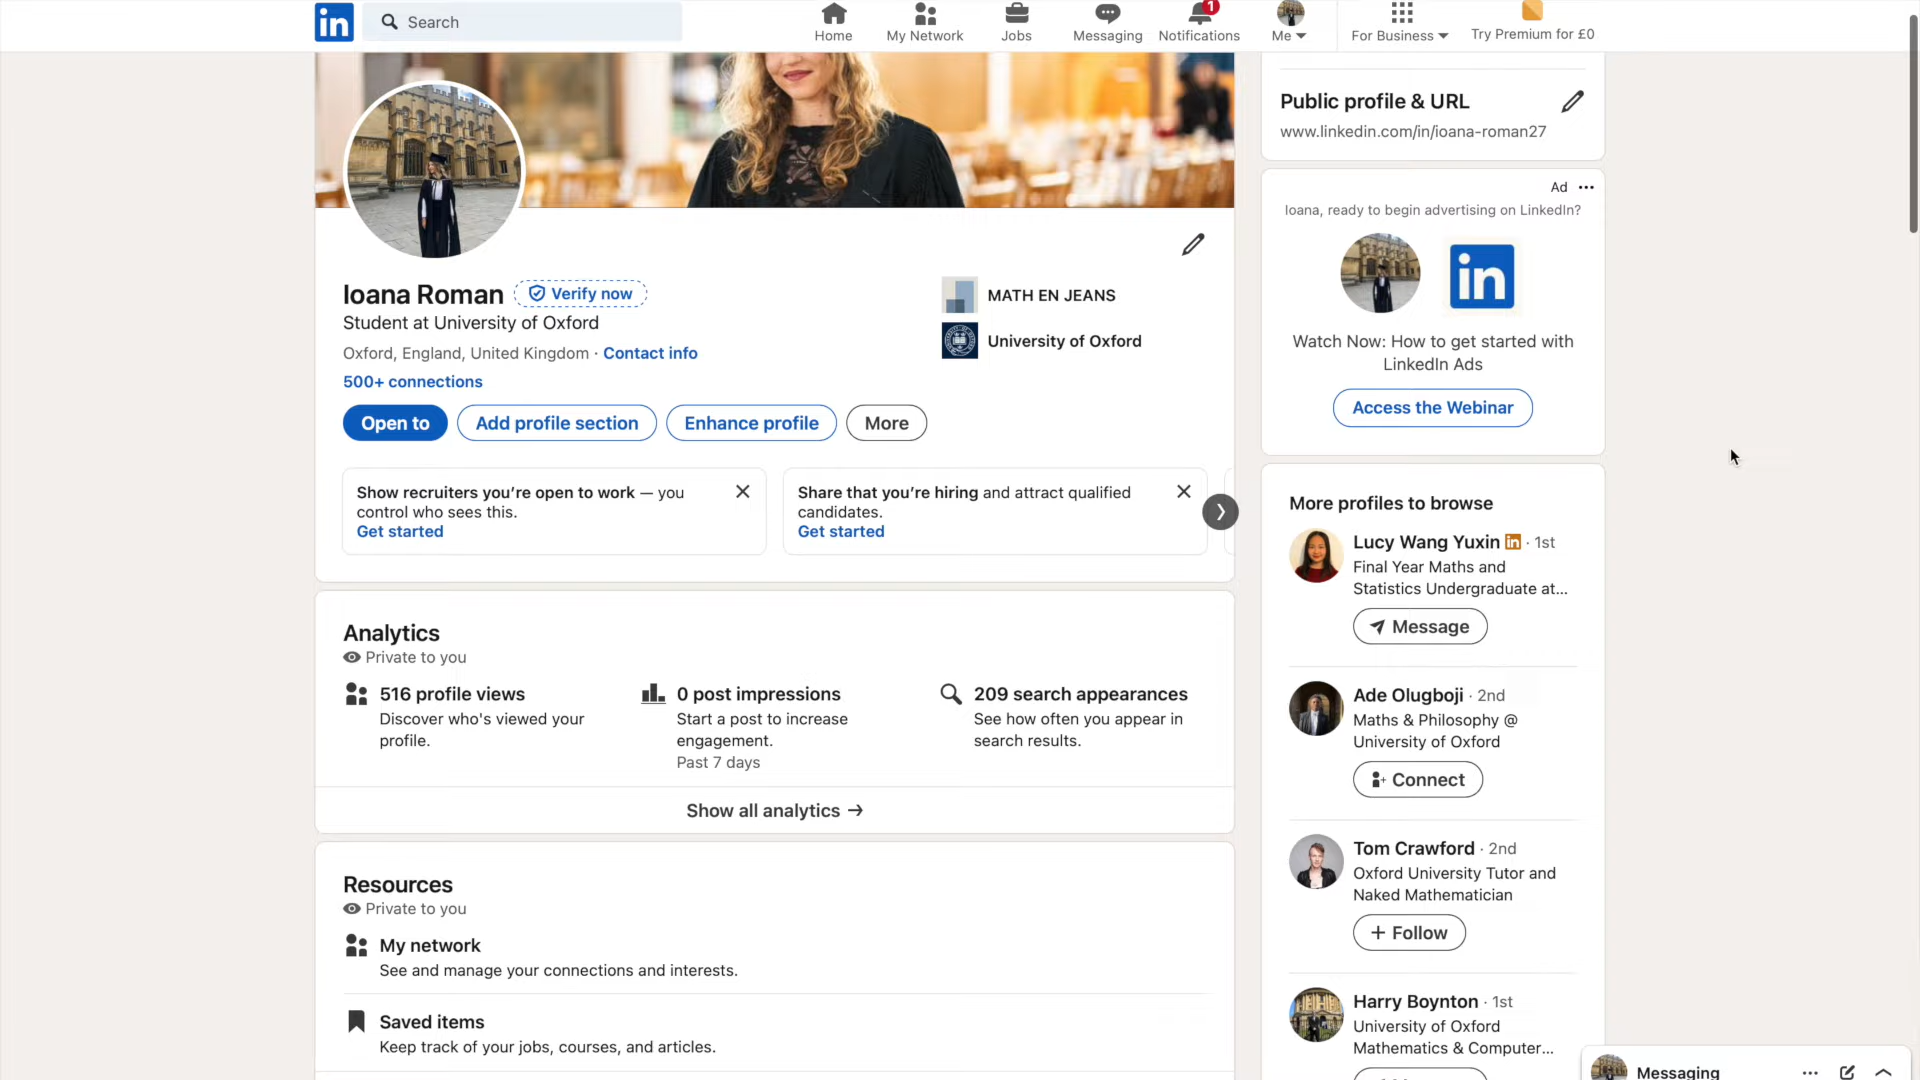 in
Search
Home
My Network
Jobs
Messaging
1
Notifications
Me
For Business
Try Premium for £0
Ioana Roman
Verify now
Student at University of Oxford
Oxford, England, United Kingdom · Contact info
500+ connections
MATH EN JEANS
University of Oxford
Open to
Add profile section
Enhance profile
More
Show recruiters you’re open to work — you
control who sees this.
Get started
Share that you’re hiring and attract qualified
candidates.
Get started
Analytics
Private to you
516 profile views
Discover who's viewed your
profile.
0 post impressions
Start a post to increase
engagement.
Past 7 days
209 search appearances
See how often you appear in
search results.
Show all analytics →
Resources
Private to you
My network
See and manage your connections and interests.
Saved items
Keep track of your jobs, courses, and articles.
Public profile & URL
www.linkedin.com/in/ioana-roman27
Ad
Ioana, ready to begin advertising on LinkedIn?
in
Watch Now: How to get started with
LinkedIn Ads
Access the Webinar
More profiles to browse
Lucy Wang Yuxin in · 1st
Final Year Maths and
Statistics Undergraduate at...
Message
Ade Olugboji · 2nd
Maths & Philosophy @
University of Oxford
Connect
Tom Crawford · 2nd
Oxford University Tutor and
Naked Mathematician
+ Follow
Harry Boynton · 1st
University of Oxford
Mathematics & Computer...
Messaging